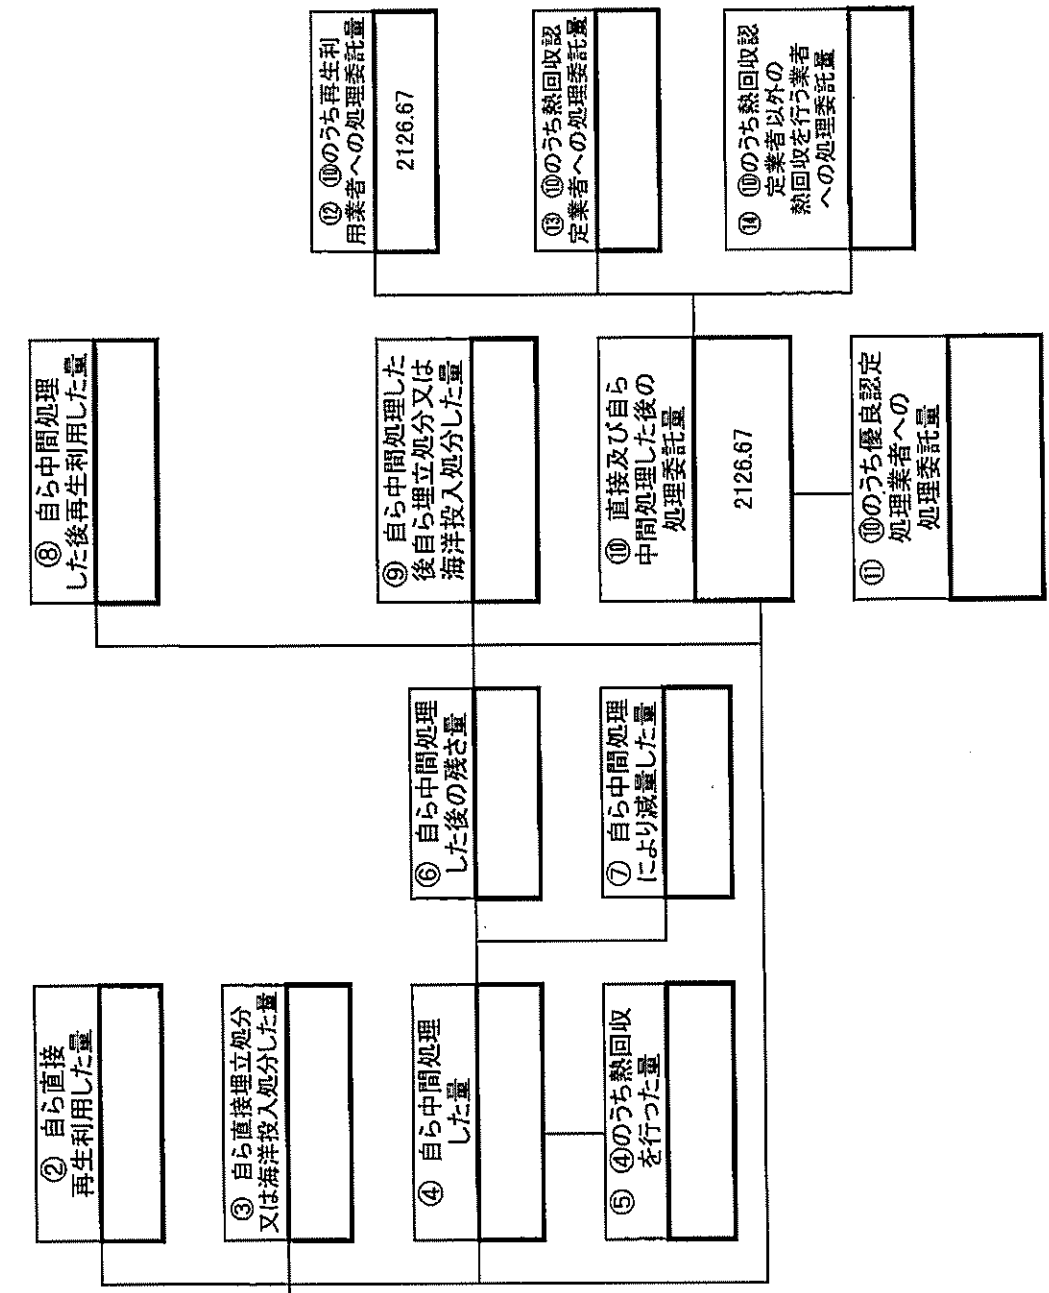 ② 自ら直接
再生利用した量
③ 自ら直接埋立処分
又は海洋投入処分した量
④ 自ら中間処理
した量
⑤ ④のうち熱回収
を行った量
⑥ 自ら中間処理
した後の残さ量
⑦ 自ら中間処理
により減量した量
⑧ 自ら中間処理
した後再生利用した量
⑨ 自ら中間処理した
後自ら埋立処分又は
海洋投入処分した量
⑩ 直接及び自ら
中間処理した後の
処理委託量
2126.67
⑪ ⑩のうち優良認定
処理業者への
処理委託量
⑫ ⑩のうち再生利
用業者への処理委託量
2126.67
⑬ ⑩のうち熱回収認
定業者への処理委託量
⑭ ⑩のうち熱回収認
定業者以外の
熱回収を行う業者
への処理委託量